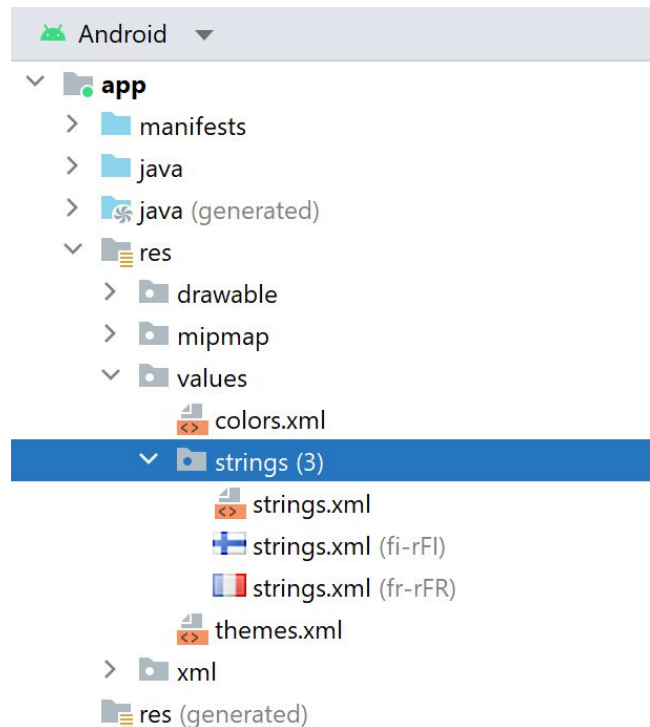 Android
app
manifests
java
java (generated)
res
drawable
mipmap
values
colors.xml
strings (3)
strings.xml
strings.xml (fi-rFI)
strings.xml (fr-rFR)
themes.xml
xml
res (generated)